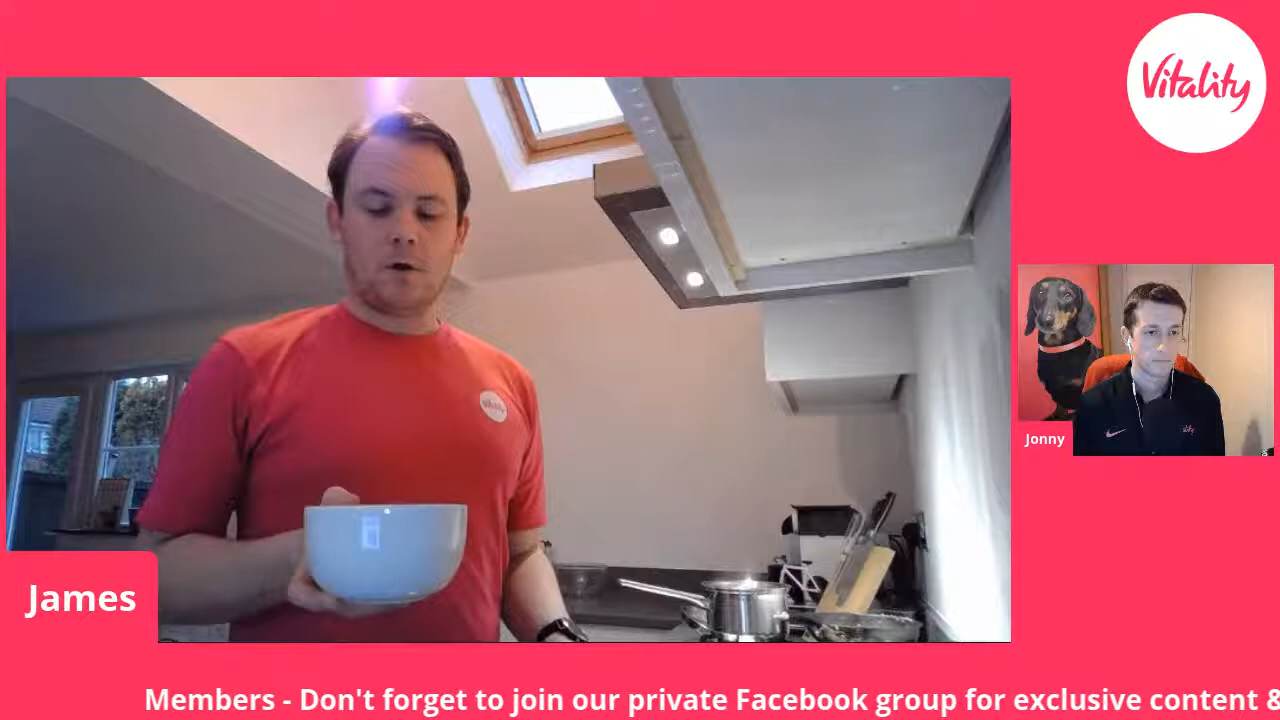 Vitality
Jonny
James
Members - Don't forget to join our private Facebook group for exclusive content &